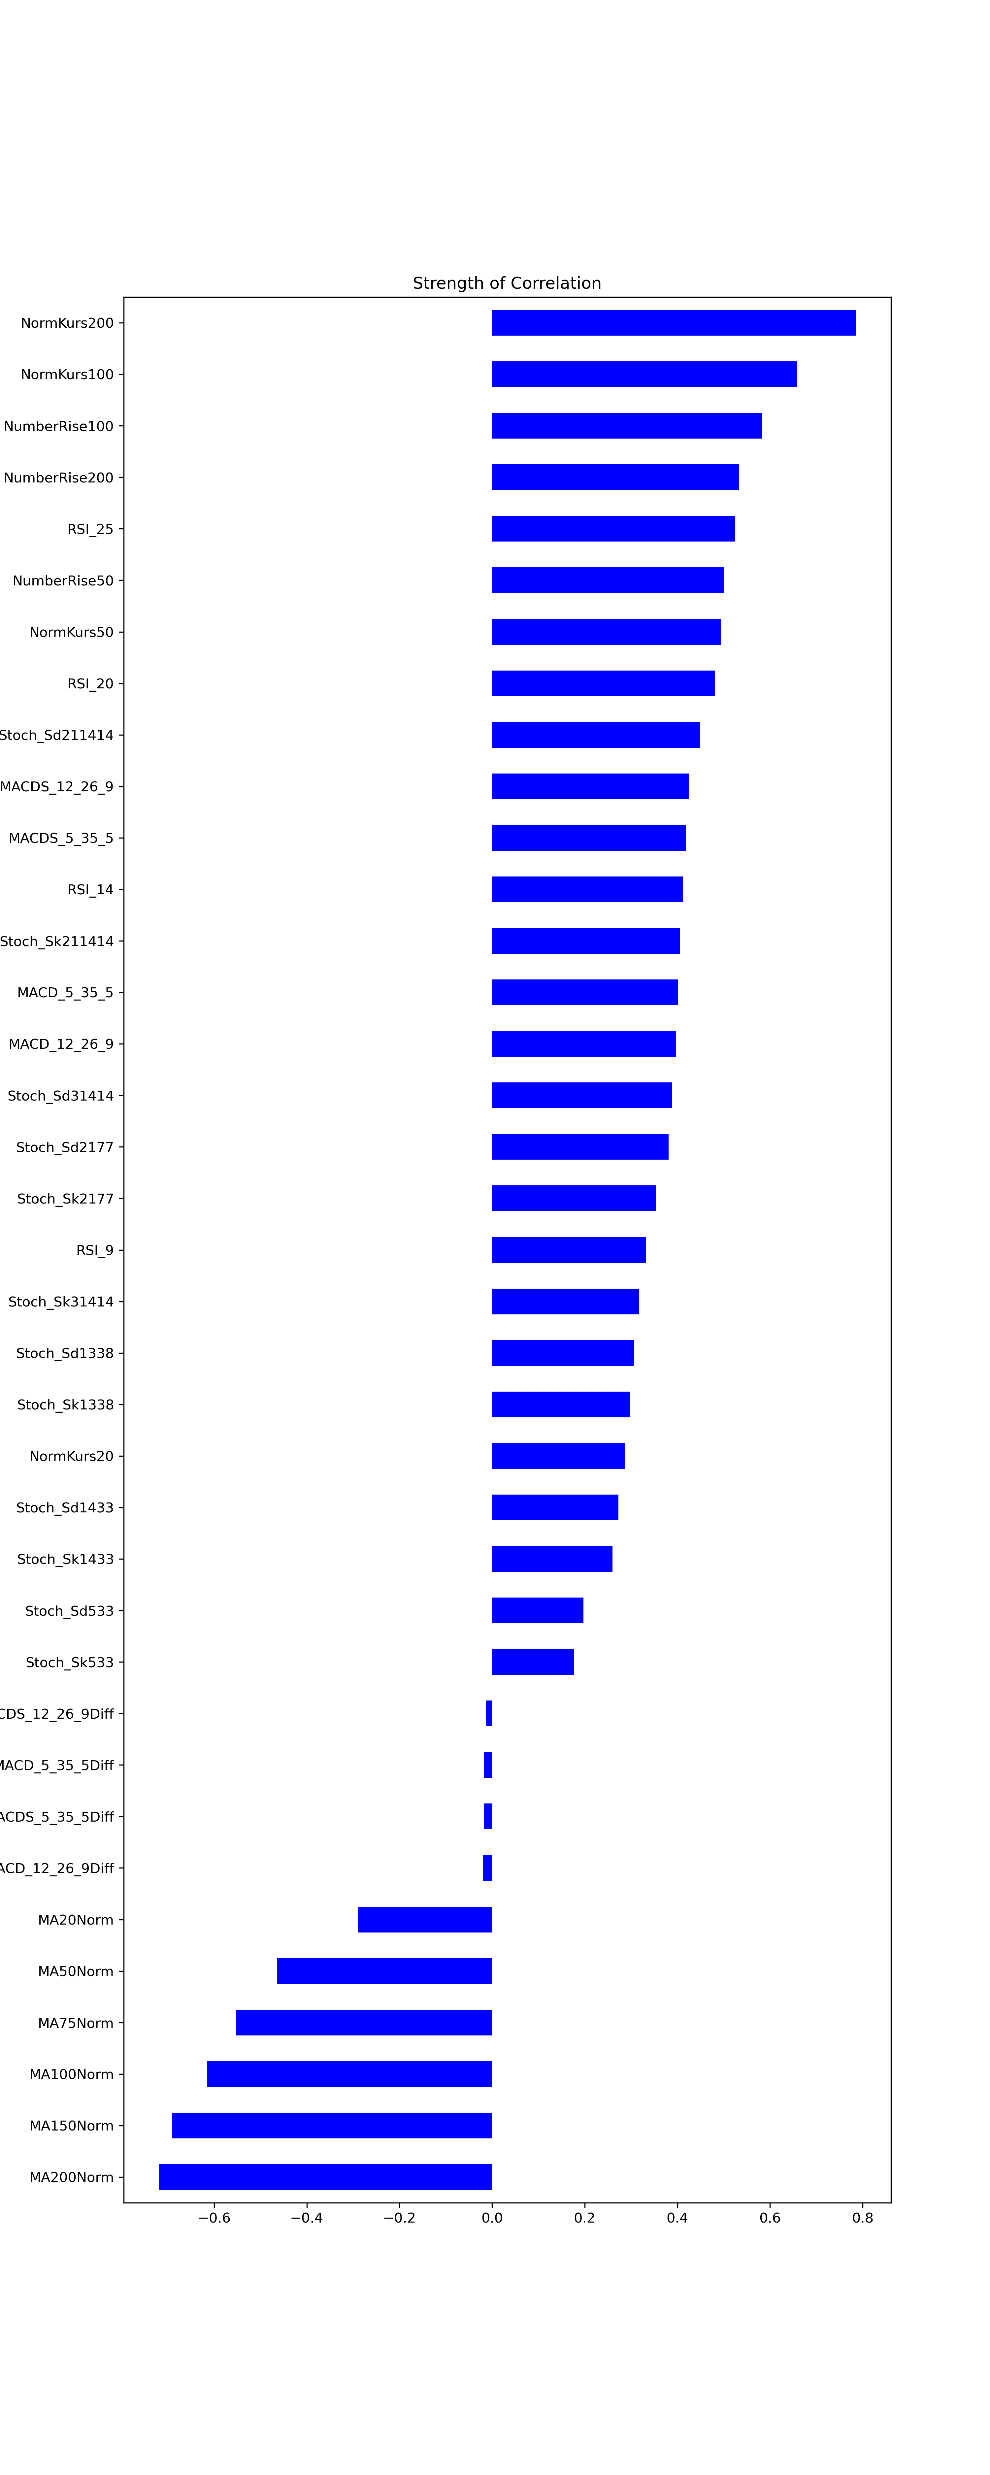 Strength of Correlation
NormKurs200
NormKurs100
NumberRise100
NumberRise200
RSI_25
NumberRise50
NormKurs50
RSI_20
Stoch_Sd211414
MACDS_12_26_9
MACDS_5_35_5
RSI_14
Stoch_Sk211414
MACD_5_35_5
MACD_12_26_9
Stoch_Sd31414
Stoch_Sd2177
Stoch_Sk2177
RSI_9
Stoch_Sk31414
Stoch_Sd1338
Stoch_Sk1338
NormKurs20
Stoch_Sd1433
Stoch_Sk1433
Stoch_Sd533
Stoch_Sk533
CDS_12_26_9Diff
MACD_5_35_5Diff
ACDS_5_35_5Diff
ACD_12_26_9Diff
MA20Norm
MA50Norm
MA75Norm
MA100Norm
MA150Norm
MA200Norm
−0.6 −0.4 −0.2 0.0 0.2 0.4 0.6 0.8